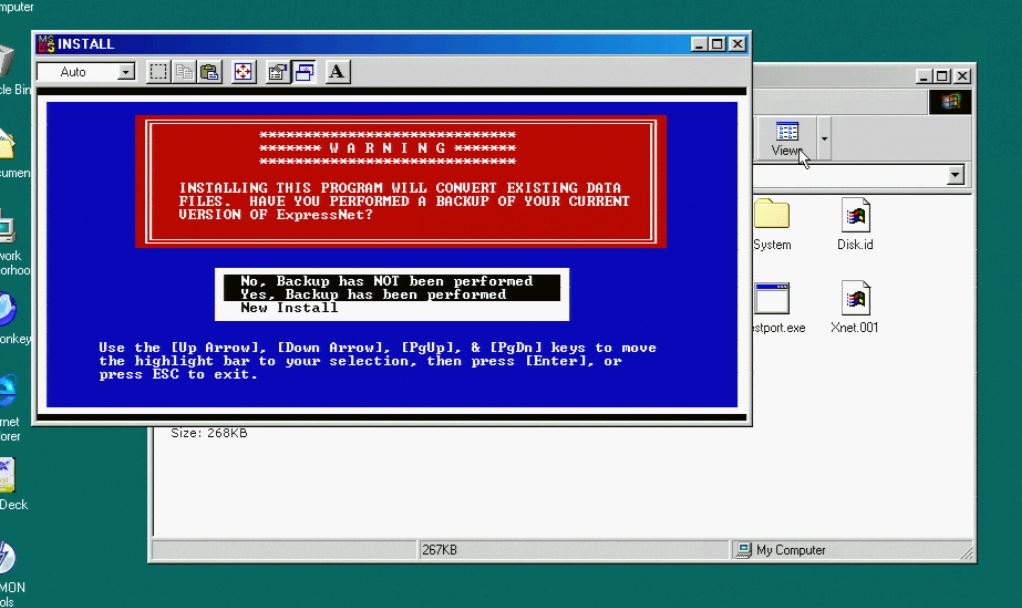 mputer
INSTALL
Auto
A
cle Bin
View
****************************
******* W A R N I N G *******
****************************
INSTALLING THIS PROGRAM WILL CONVERT EXISTING DATA
FILES. HAVE YOU PERFORMED A BACKUP OF YOUR CURRENT
VERSION OF ExpressNet?
cumen
System
Disk.id
work
orhoo
No, Backup has NOT been performed
Yes, Backup has been performed
New Install
stport.exe
Xnet.001
onkey
Use the [Up Arrow], [Down Arrow], [PgUp], & [PgDn] keys to move
the highlight bar to your selection, then press [Enter], or
press ESC to exit.
rnet
orer
Size: 268KB
Deck
267KB
My Computer
MON
ols